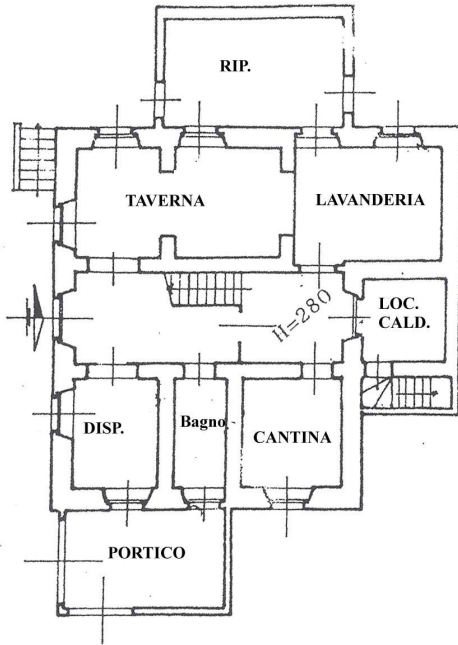 RIP.
TAVERNA
LAVANDERIA
H=280
LOC.
CALD.
DISP.
Bagno
CANTINA
PORTICO